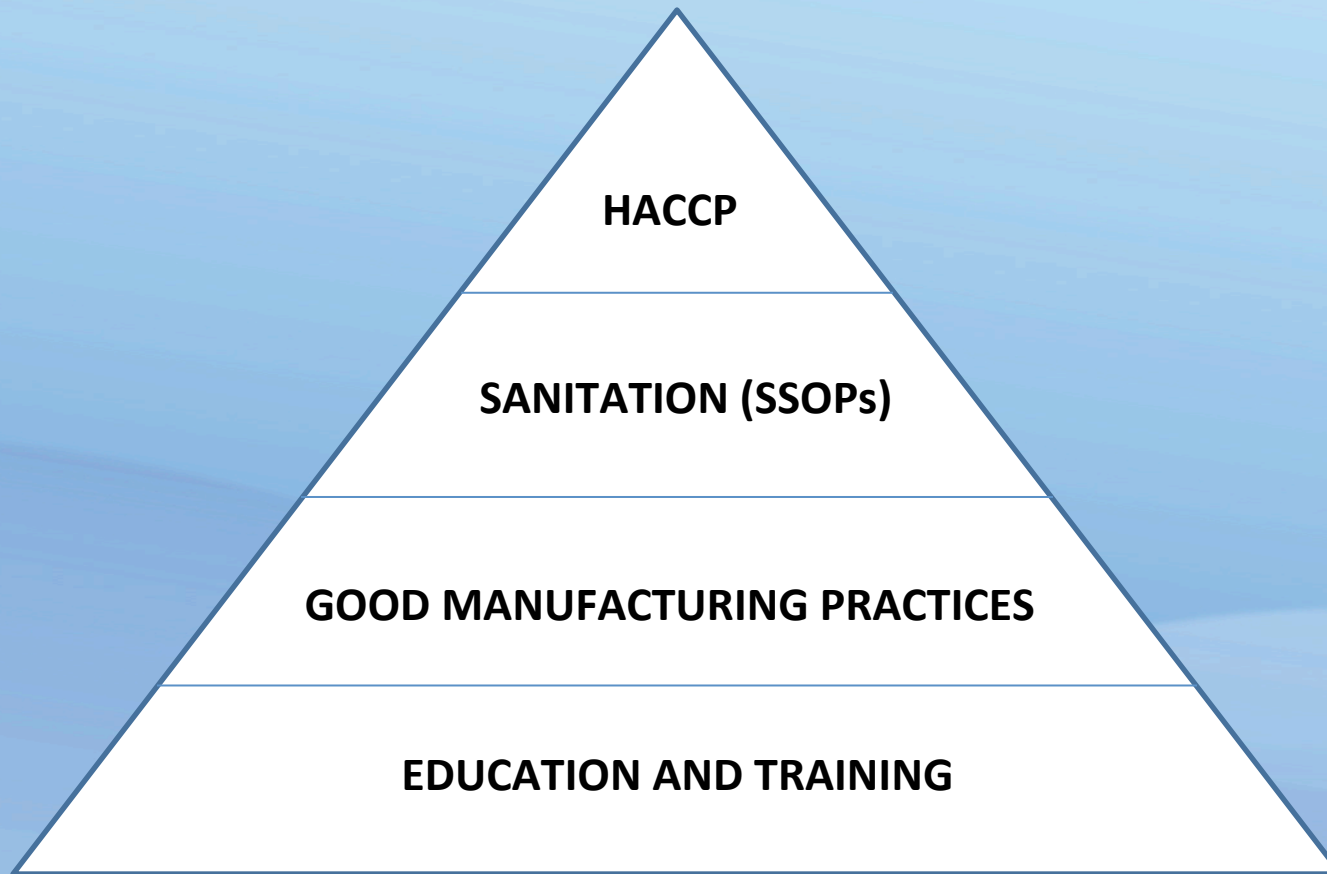 HACCP
SANITATION (SSOPs)
GOOD MANUFACTURING PRACTICES
EDUCATION AND TRAINING